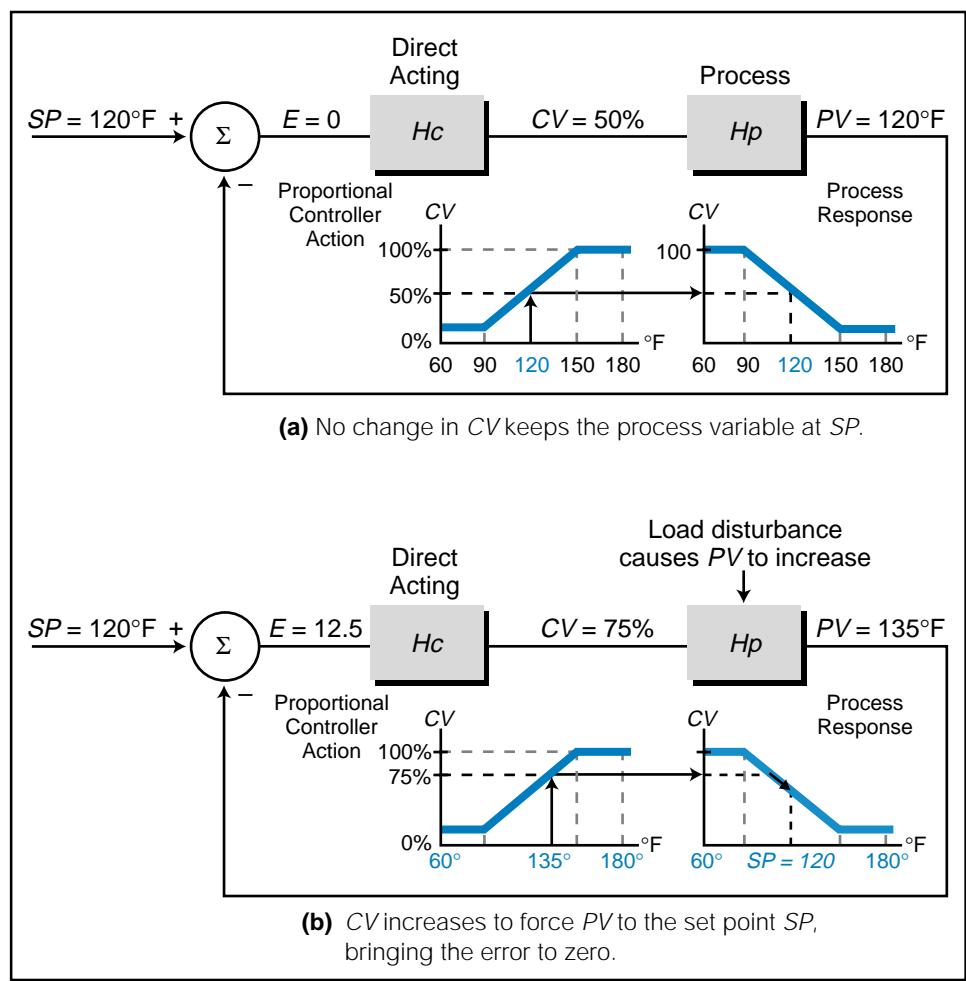 Direct
Acting
Process
SP = 120°F + Σ E = 0 Hc CV = 50% Hp PV = 120°F
–
Proportional
Controller
Action
CV
100%
50%
0%
60 90 120 150 180 °F
CV
100
60 90 120 150 180 °F
Process
Response
(a) No change in CV keeps the process variable at SP.
Load disturbance
causes PV to increase
Direct
Acting
SP = 120°F + Σ E = 12.5 Hc CV = 75% Hp PV = 135°F
–
Proportional
Controller
Action
CV
100%
75%
0%
60° 135° 180° °F
CV
60° SP = 120 180° °F
Process
Response
(b) CV increases to force PV to the set point SP,
bringing the error to zero.